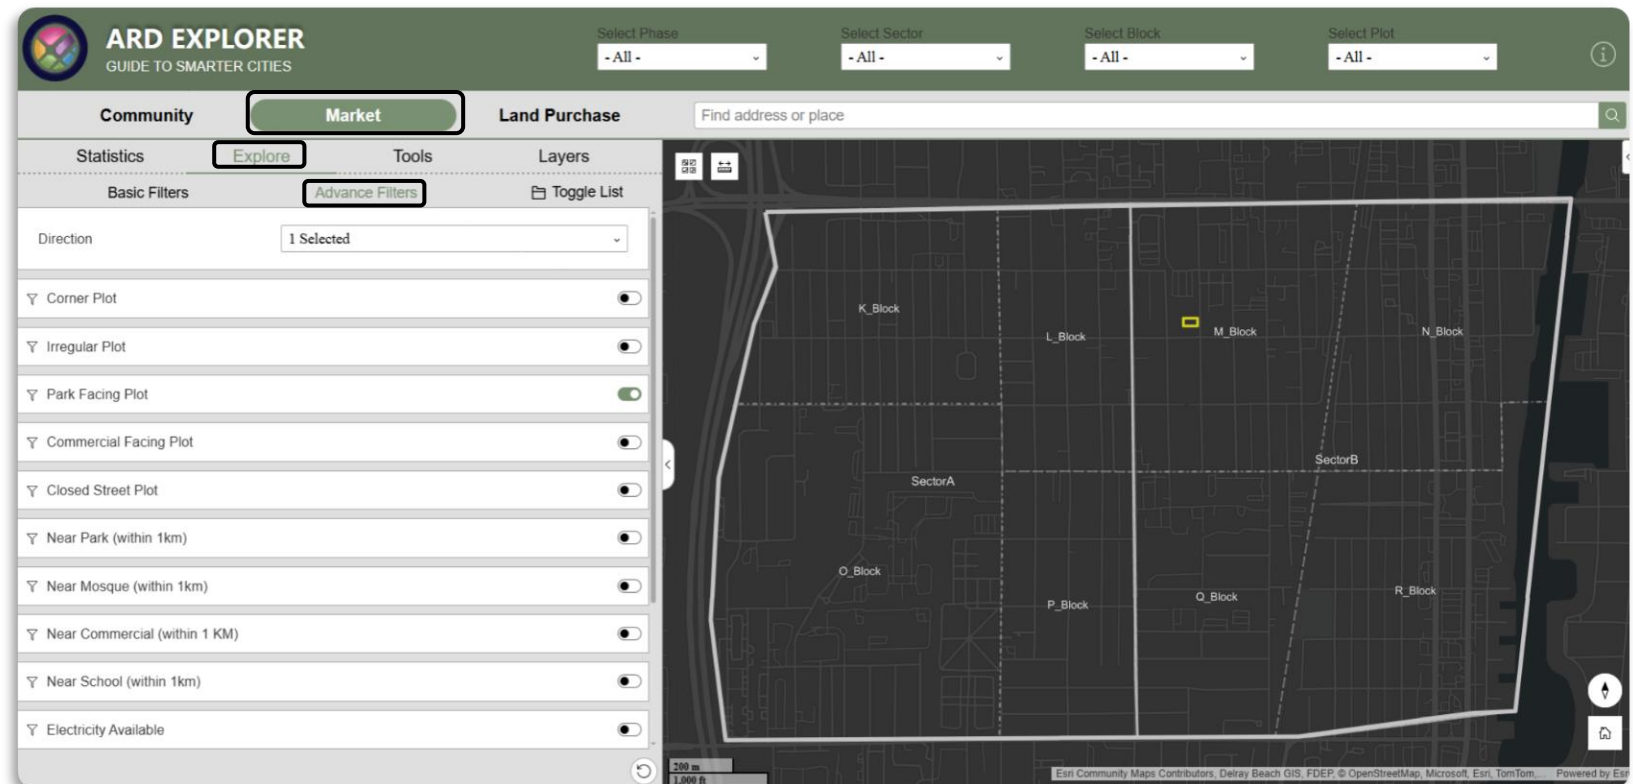 ARD EXPLORER
GUIDE TO SMARTER CITIES
Select Phase
- All -
Select Sector
- All -
Select Block
- All -
Select Plot
- All -
Community
Market
Land Purchase
Find address or place
Statistics
Explore
Tools
Layers
Basic Filters
Advance Filters
Toggle List
Direction
1 Selected
Corner Plot
Irregular Plot
Park Facing Plot
Commercial Facing Plot
Closed Street Plot
Near Park (within 1km)
Near Mosque (within 1km)
Near Commercial (within 1 KM)
Near School (within 1km)
Electricity Available
K_Block
L_Block
M_Block
N_Block
SectorB
SectorA
O_Block
P_Block
Q_Block
R_Block
200 m
1,000 ft
Esri Community Maps Contributors, Delray Beach GIS, FDEP, © OpenStreetMap, Microsoft, Esri, TomTom, ... Powered by Esri